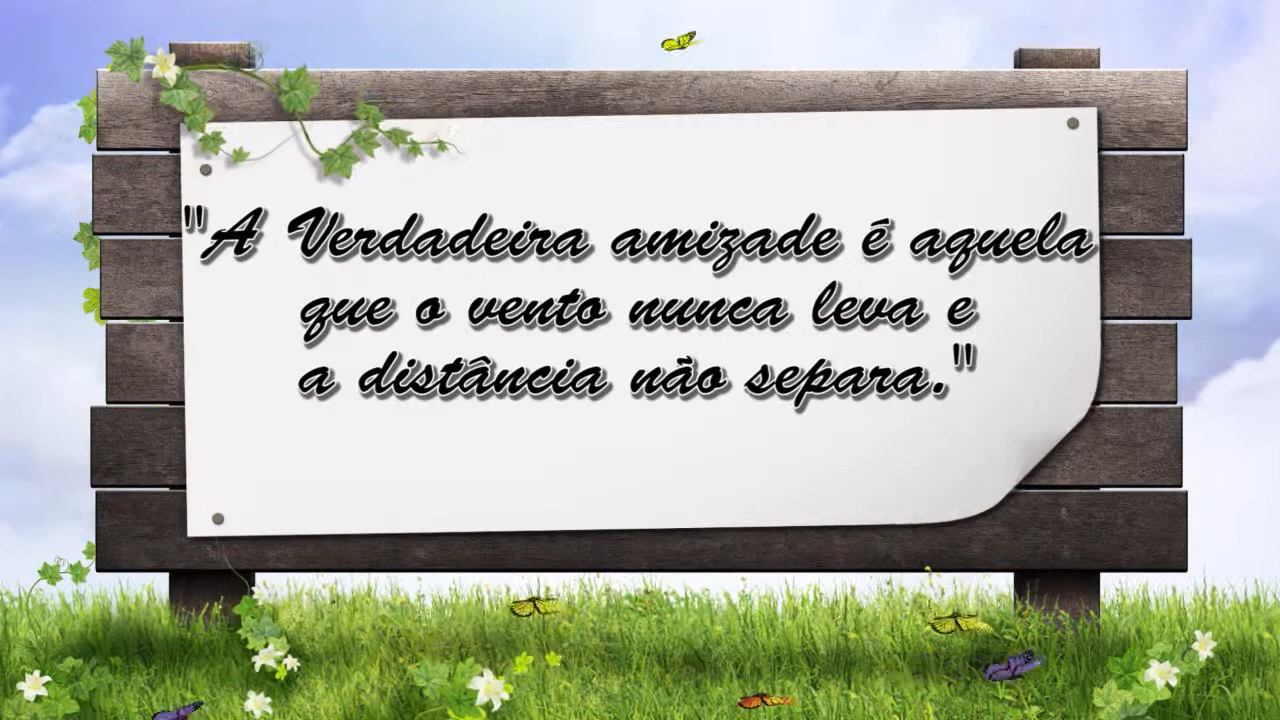 "A Verdadeira amizade é aquela
que o vento nunca leva e
a distância não separa."